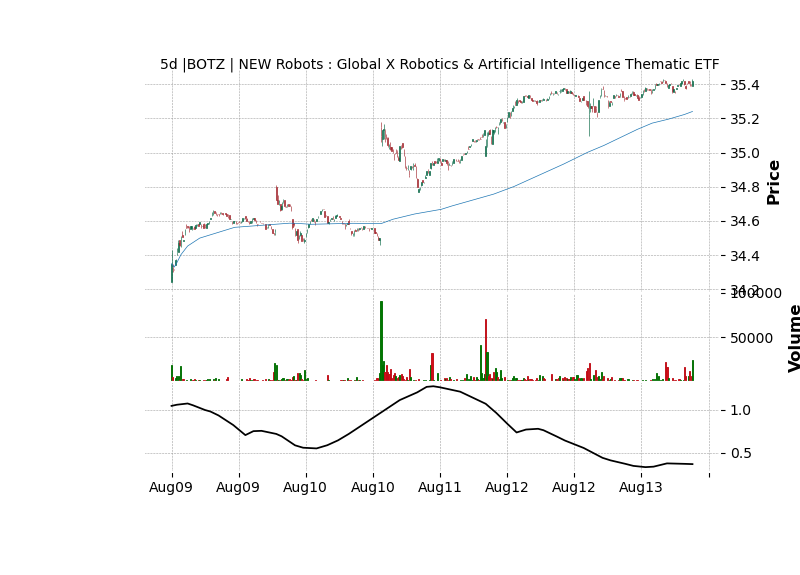 5d |BOTZ | NEW Robots : Global X Robotics & Artificial Intelligence Thematic ETF
35.4
35.2
35.0
34.8
34.6
34.4
34.2
Price
100000
50000
Volume
1.0
0.5
Aug09 Aug09 Aug10 Aug10 Aug11 Aug12 Aug12 Aug13